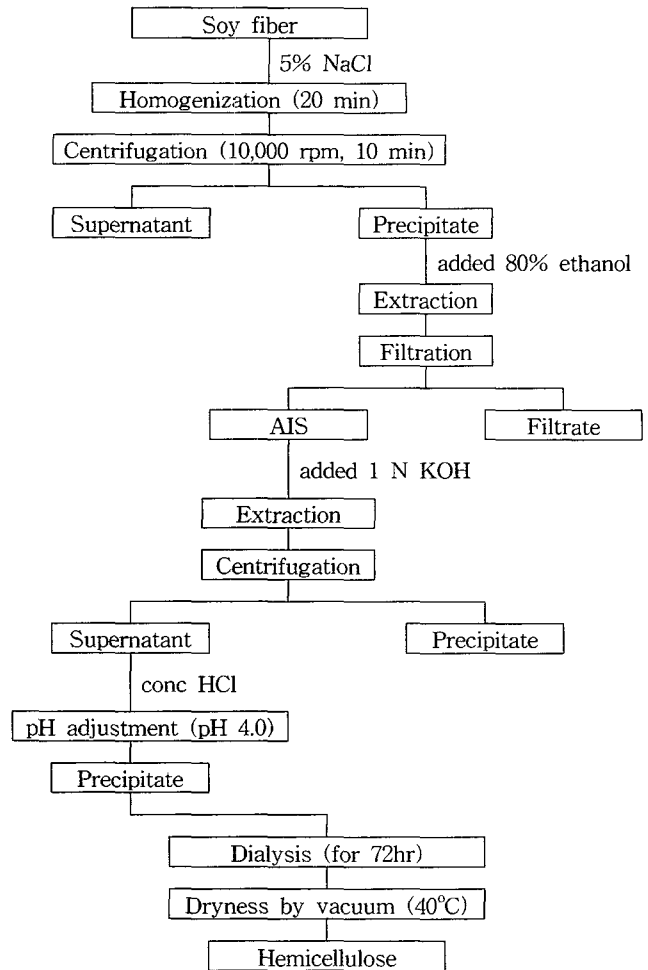 Soy fiber
5% NaCl
Homogenization (20 min)
Centrifugation (10,000 rpm, 10 min)
Supernatant
Precipitate
added 80% ethanol
Extraction
Filtration
AIS
Filtrate
added 1 N KOH
Extraction
Centrifugation
Supernatant
Precipitate
conc HCl
pH adjustment (pH 4.0)
Precipitate
Dialysis (for 72hr)
Dryness by vacuum (40°C)
Hemicellulose